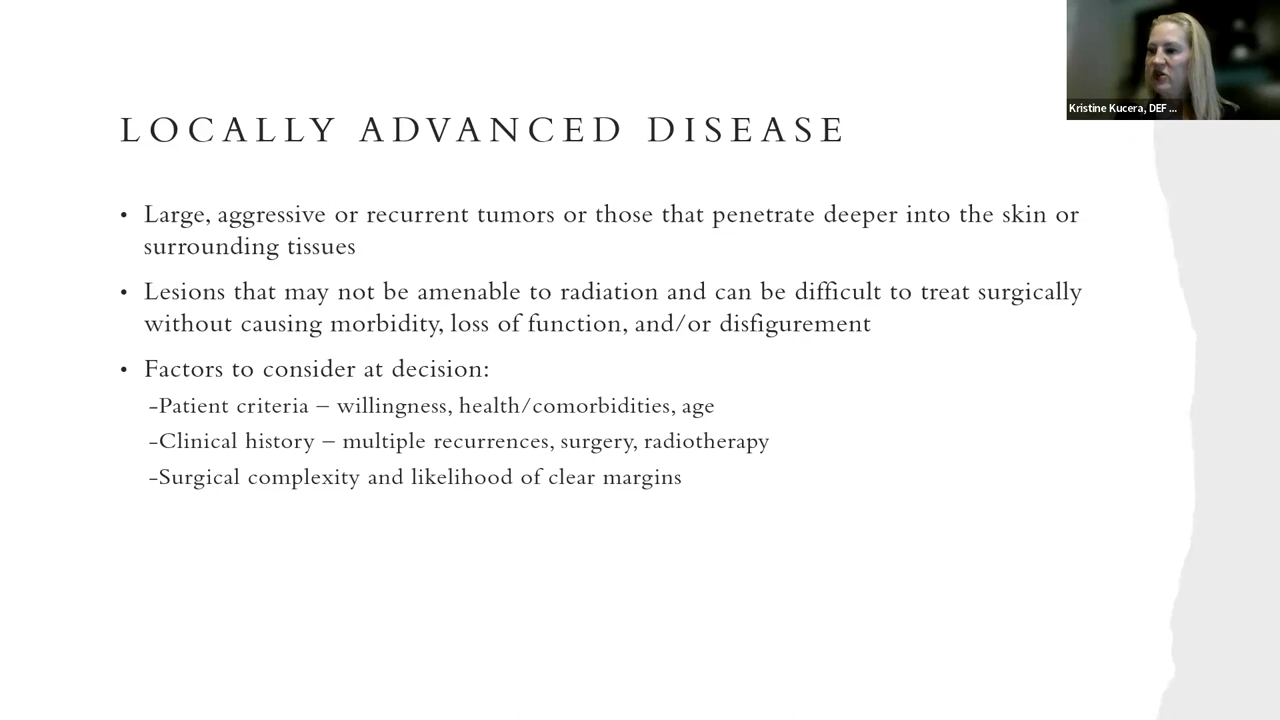 Kristine Kucera, DEF ...
LOCALLY ADVANCED DISEASE
• Large, aggressive or recurrent tumors or those that penetrate deeper into the skin or
surrounding tissues
• Lesions that may not be amenable to radiation and can be difficult to treat surgically
without causing morbidity, loss of function, and/or disfigurement
• Factors to consider at decision:
-Patient criteria – willingness, health/comorbidities, age
-Clinical history – multiple recurrences, surgery, radiotherapy
-Surgical complexity and likelihood of clear margins